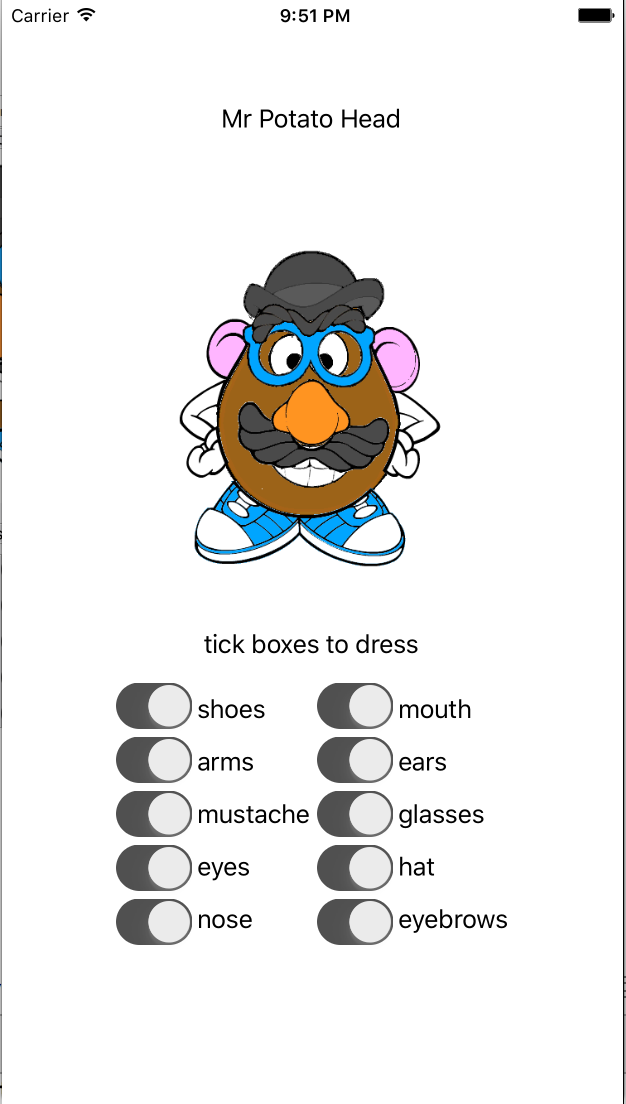 Carrier 9:51 PM
Mr Potato Head
tick boxes to dress
shoes mouth
arms ears
mustache glasses
eyes hat
nose eyebrows